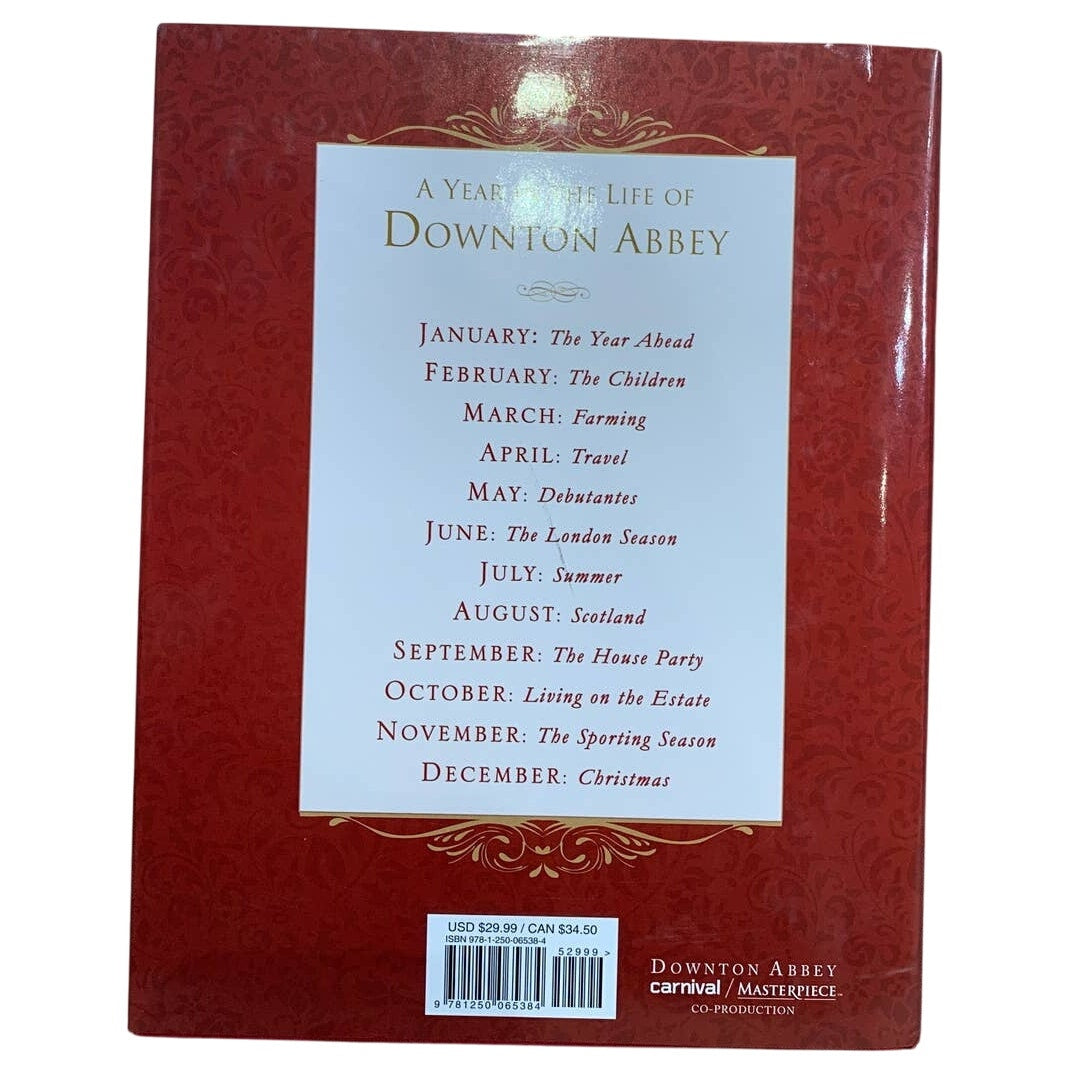 A YEAR IN THE LIFE OF
DOWNTON ABBEY
JANUARY: The Year Ahead
FEBRUARY: The Children
MARCH: Farming
APRIL: Travel
MAY: Debutantes
JUNE: The London Season
JULY: Summer
AUGUST: Scotland
SEPTEMBER: The House Party
OCTOBER: Living on the Estate
NOVEMBER: The Sporting Season
DECEMBER: Christmas
USD $29.99 / CAN $34.50
ISBN 978-1-250-06538-4
52999>
9 781250 065384
DOWNTON ABBEY
carnival / MASTERPIECE™
CO-PRODUCTION